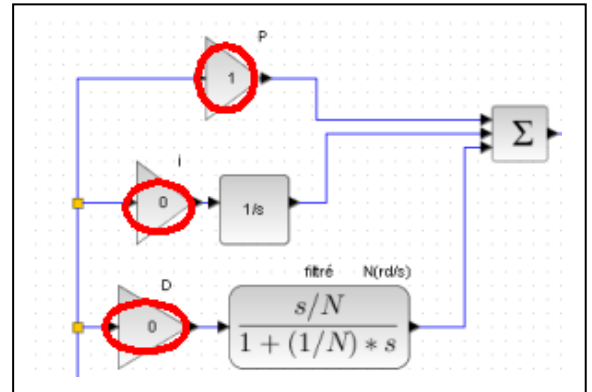 P
1
Σ
I
0
1/s
filtré N(rd/s)
D
0
s/N
1 + (1/N) * s